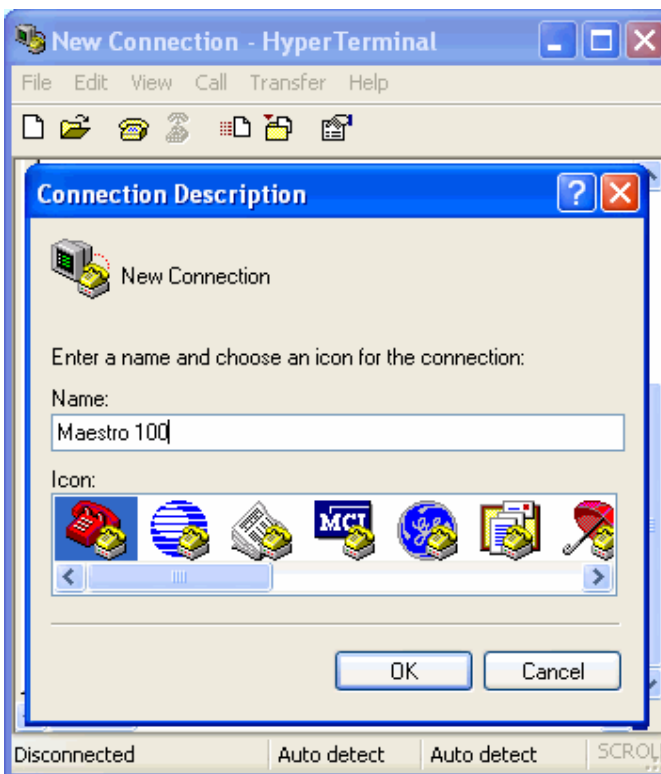 New Connection - HyperTerminal
File Edit View Call Transfer Help
Connection Description
New Connection
Enter a name and choose an icon for the connection:
Name:
Maestro 100
Icon:
MCI
OK Cancel
Disconnected Auto detect Auto detect SCROL